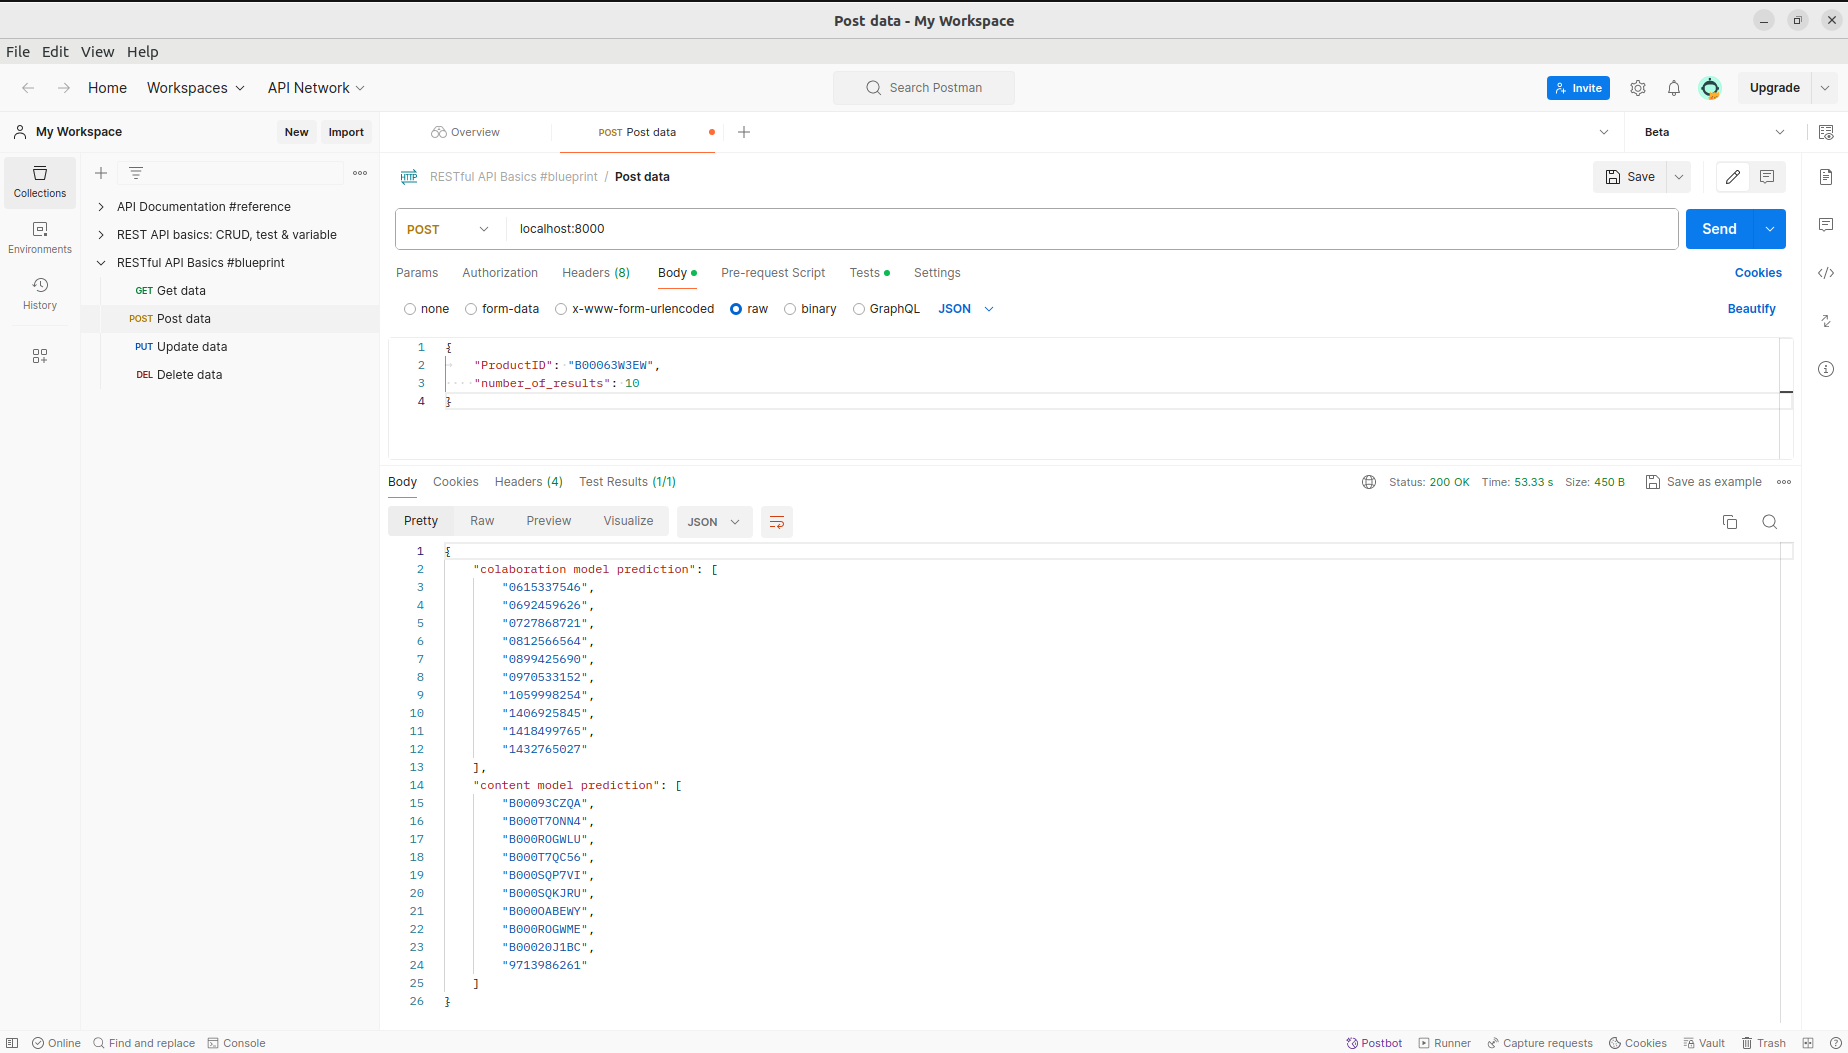 Post data - My Workspace
File Edit View Help
Home Workspaces API Network Search Postman Invite Upgrade
My Workspace New Import Overview POST Post data Beta
Collections
Environments
History
API Documentation #reference
REST API basics: CRUD, test & variable
RESTful API Basics #blueprint
GET Get data
POST Post data
PUT Update data
DEL Delete data
HTTP RESTful API Basics #blueprint / Post data Save
POST localhost:8000 Send
Params Authorization Headers (8) Body Pre-request Script Tests Settings Cookies
none form-data x-www-form-urlencoded raw binary GraphQL JSON Beautify
1 {
2 "ProductID": "B00063W3EW",
3 "number_of_results": 10
4 }
Body Cookies Headers (4) Test Results (1/1) Status: 200 OK Time: 53.33 s Size: 450 B Save as example
Pretty Raw Preview Visualize JSON
1 {
2 "colaboration model prediction": [
3 "0615337546",
4 "0692459626",
5 "0727868721",
6 "0812566564",
7 "0899425690",
8 "0970533152",
9 "1059998254",
10 "1406925845",
11 "1418499765",
12 "1432765027"
13 ],
14 "content model prediction": [
15 "B00093CZQA",
16 "B000T7ONN4",
17 "B000ROGWLU",
18 "B000T7QC56",
19 "B000SQP7VI",
20 "B000SQKJRU",
21 "B000OABEWY",
22 "B000ROGWME",
23 "B00020J1BC",
24 "9713986261"
25 ]
26 }
Online Find and replace Console Postbot Runner Capture requests Cookies Vault Trash